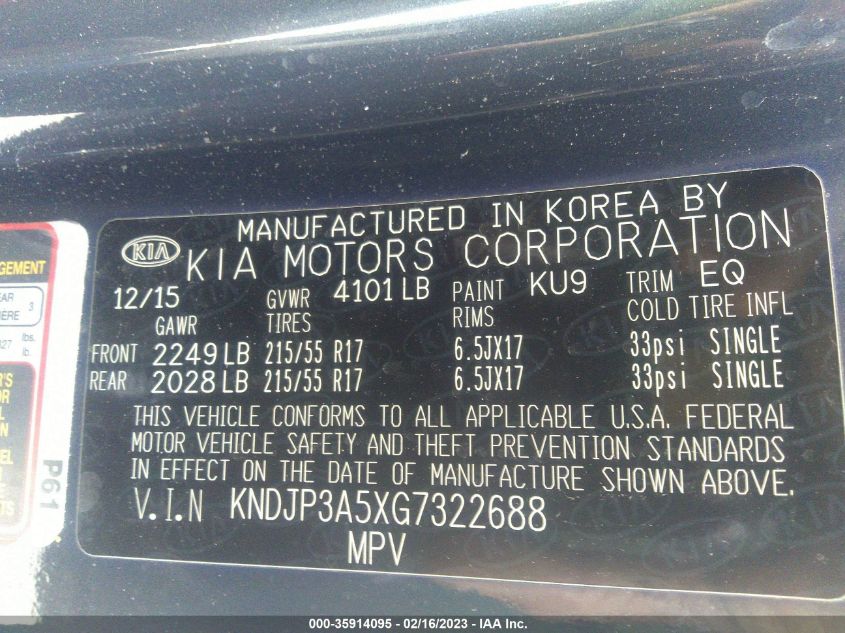 MANUFACTURED IN KOREA BY
KIA KIA MOTORS CORPORATION
12/15 GVWR 4101 LB PAINT KU9 TRIM EQ
GAWR TIRES RIMS COLD TIRE INFL
FRONT 2249 LB 215/55 R17 6.5JX17 33psi SINGLE
REAR 2028 LB 215/55 R17 6.5JX17 33psi SINGLE
THIS VEHICLE CONFORMS TO ALL APPLICABLE U.S.A. FEDERAL
MOTOR VEHICLE SAFETY AND THEFT PREVENTION STANDARDS
IN EFFECT ON THE DATE OF MANUFACTURE SHOWN ABOVE.
V.I.N KNDJP3A5XG7322688
MPV
3
lbs.
lb.
P61
000-35914095 - 02/16/2023 - IAA Inc.